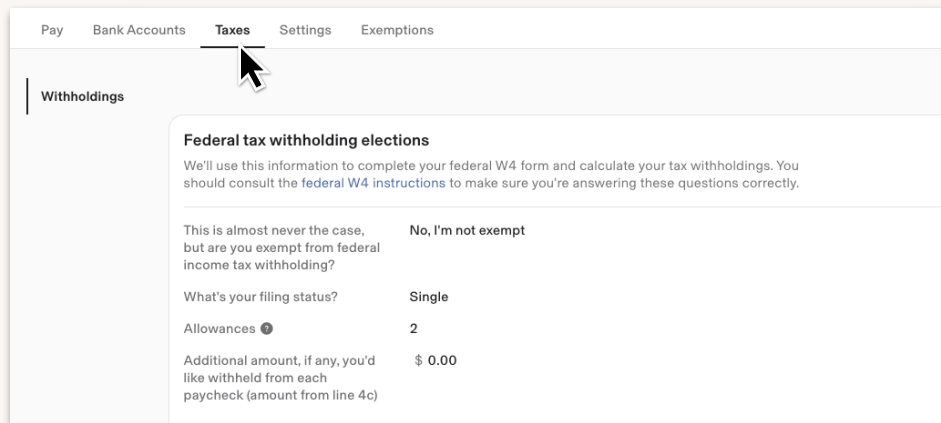 Pay Bank Accounts Taxes Settings Exemptions
Withholdings
Federal tax withholding elections
We'll use this information to complete your federal W4 form and calculate your tax withholdings. You
should consult the federal W4 instructions to make sure you're answering these questions correctly.
This is almost never the case,
but are you exempt from federal
income tax withholding?
No, I'm not exempt
What's your filing status?
Single
Allowances ?
2
Additional amount, if any, you'd
like withheld from each
paycheck (amount from line 4c)
$ 0.00